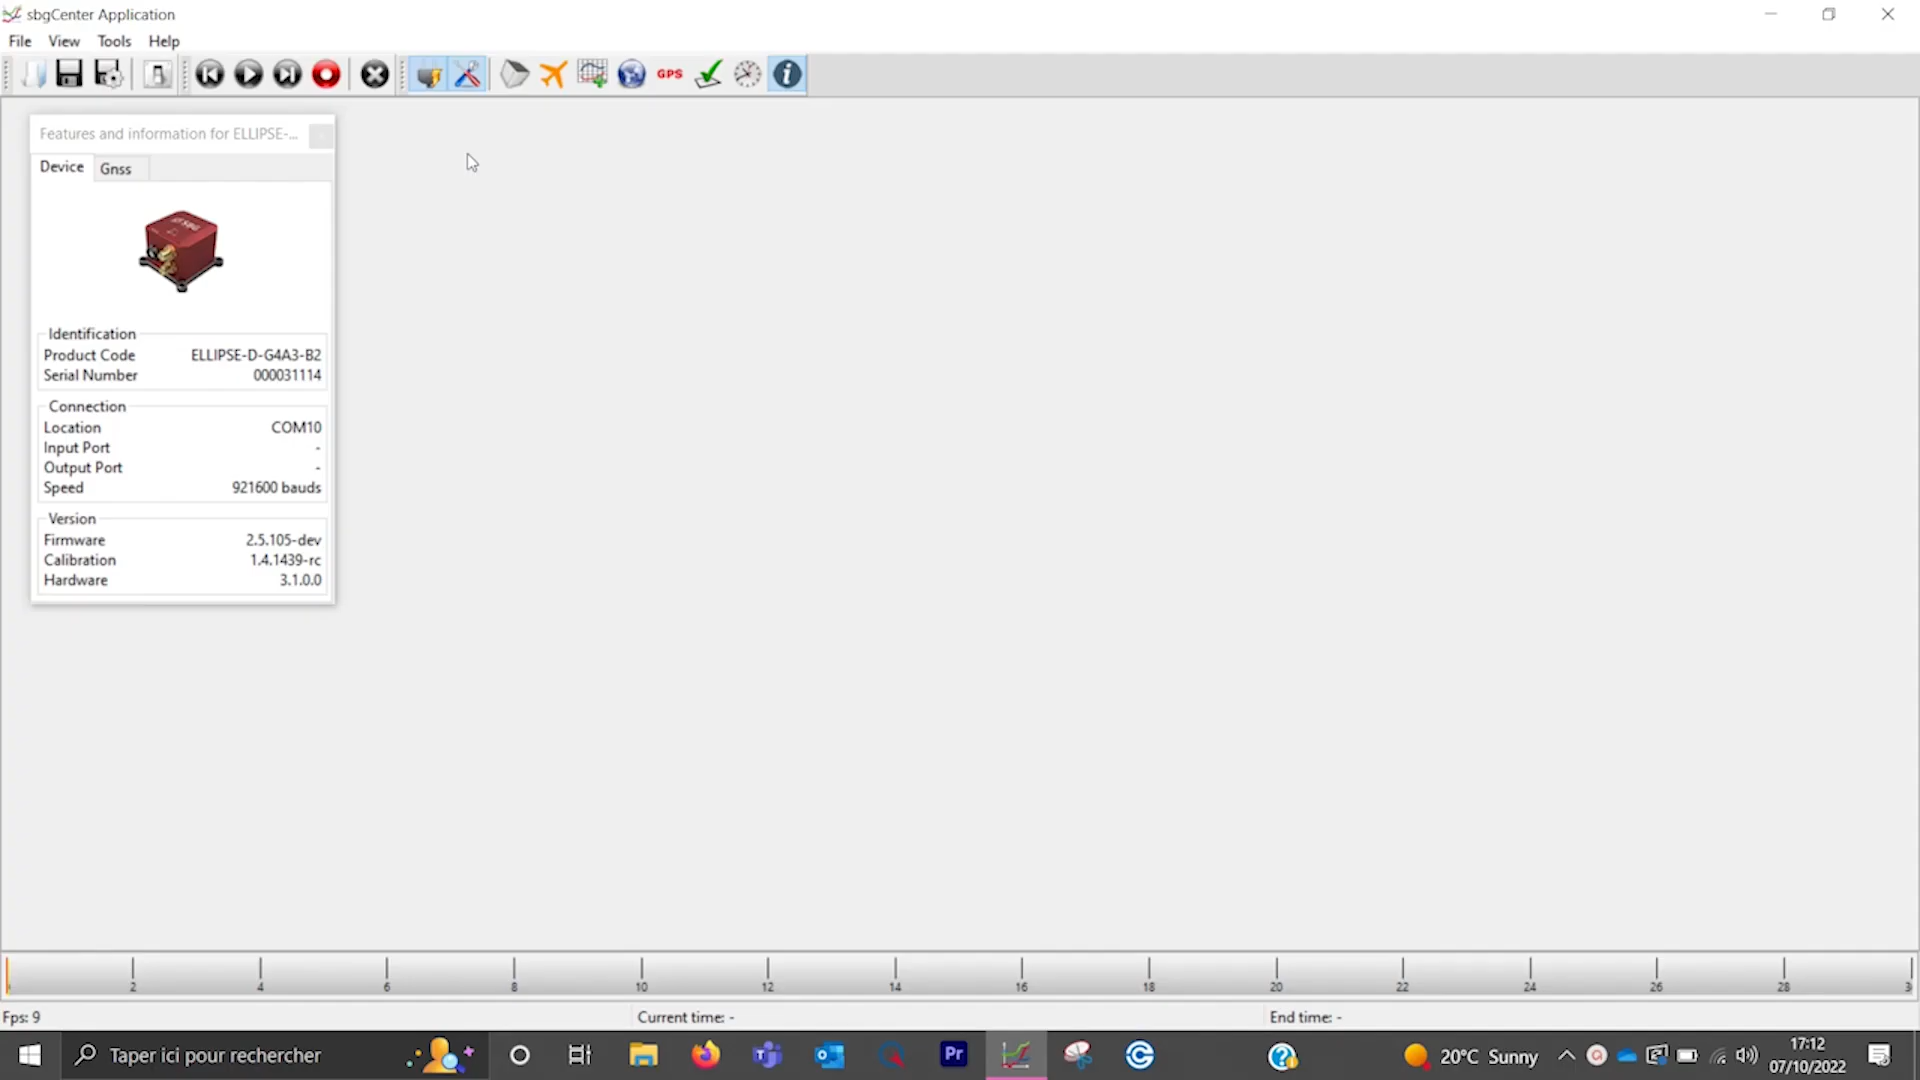 sbgCenter Application
File View Tools Help
GPS
Features and information for ELLIPSE-...
Device Gnss
Identification
Product Code ELLIPSE-D-G4A3-B2
Serial Number 000031114
Connection
Location COM10
Input Port -
Output Port -
Speed 921600 bauds
Version
Firmware 2.5.105-dev
Calibration 1.4.1439-rc
Hardware 3.1.0.0
2 4 6 8 10 12 14 16 18 20 22 24 26 28
Fps: 9 Current time: - End time: -
Taper ici pour rechercher
Pr
20°C Sunny
17:12
07/10/2022